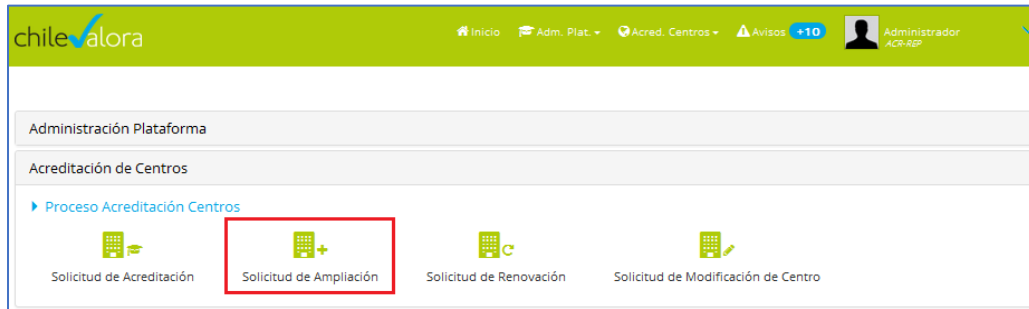 chilevalora
Inicio Adm. Plat. Acred. Centros Avisos +10 Administrador
ACR-REP
Administración Plataforma
Acreditación de Centros
Proceso Acreditación Centros
Solicitud de Acreditación Solicitud de Ampliación Solicitud de Renovación Solicitud de Modificación de Centro